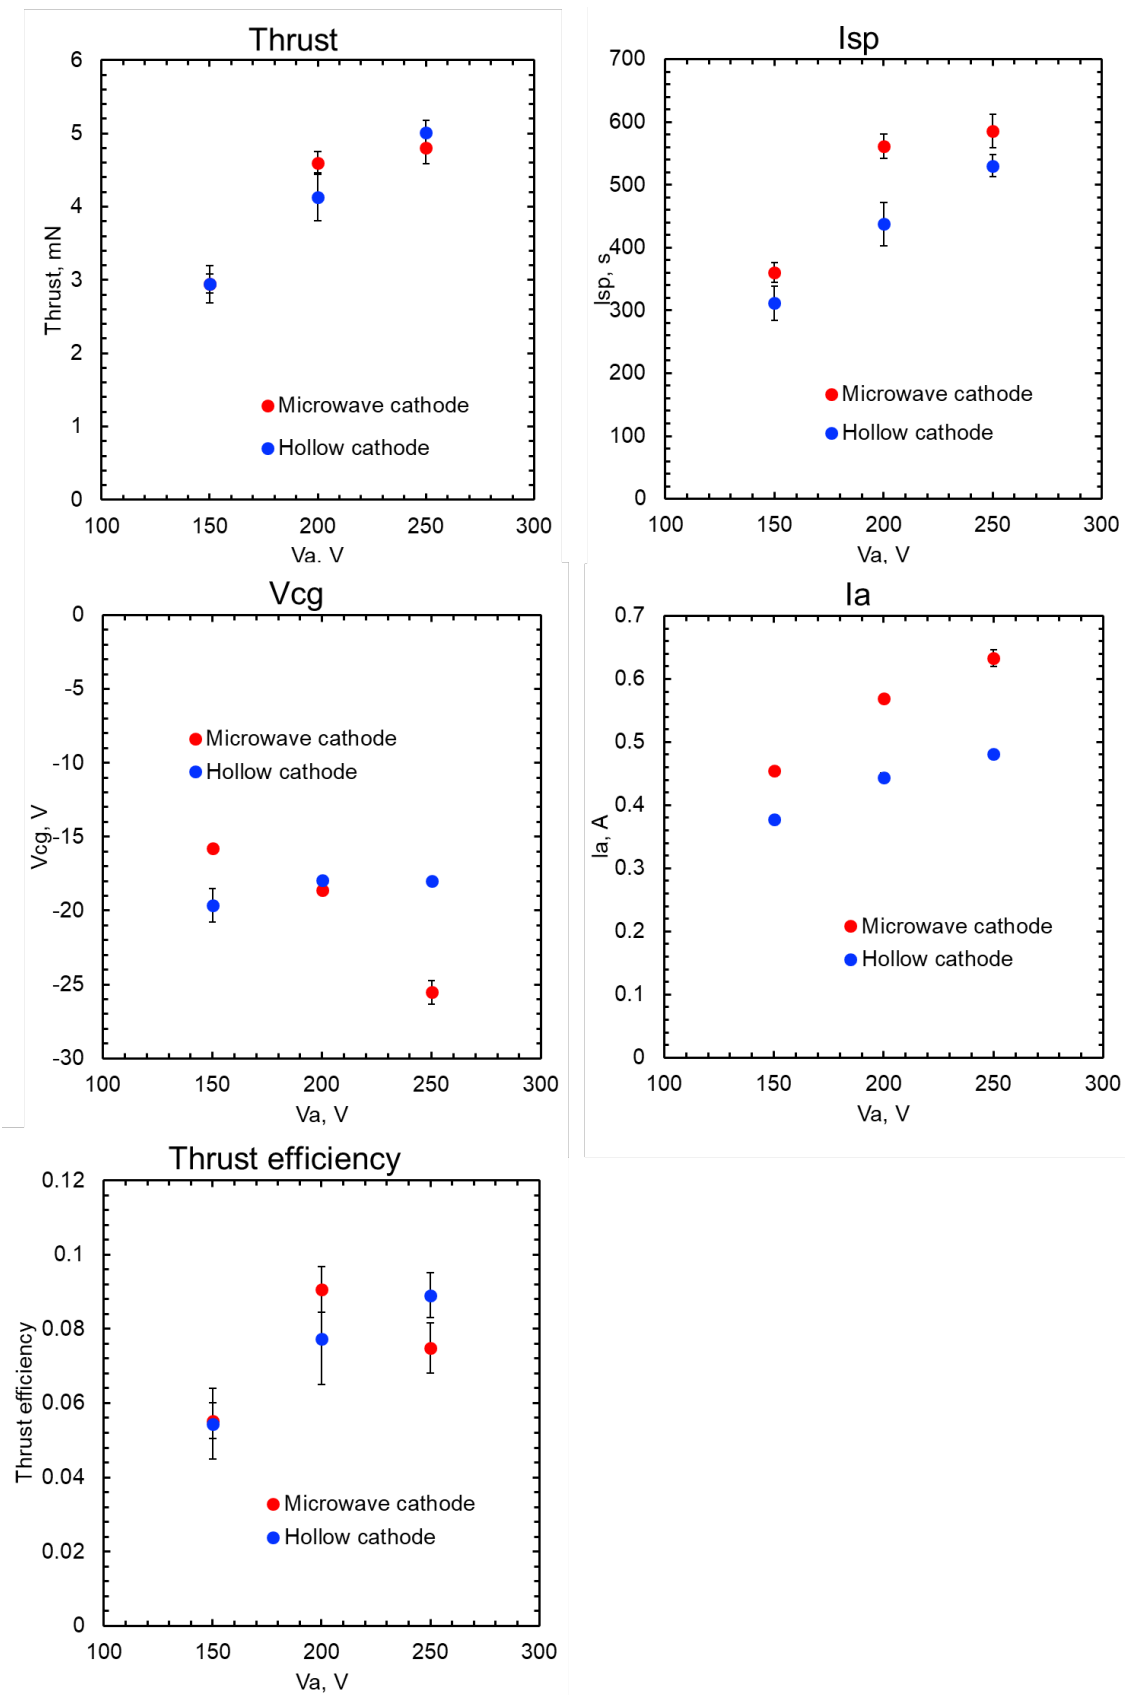 Thrust
6
5
4
3
2
1
0
Thrust, mN
Microwave cathode
Hollow cathode
100 150 200 250 300
Va, V
Isp
700
600
500
400
300
200
100
0
Isp, s
Microwave cathode
Hollow cathode
100 150 200 250 300
Va, V
Vcg
0
-5
-10
-15
-20
-25
-30
Vcg, V
Microwave cathode
Hollow cathode
100 150 200 250 300
Va, V
Ia
0.7
0.6
0.5
0.4
0.3
0.2
0.1
0
Ia, A
Microwave cathode
Hollow cathode
100 150 200 250 300
Va, V
Thrust efficiency
0.12
0.1
0.08
0.06
0.04
0.02
0
Thrust efficiency
Microwave cathode
Hollow cathode
100 150 200 250 300
Va, V